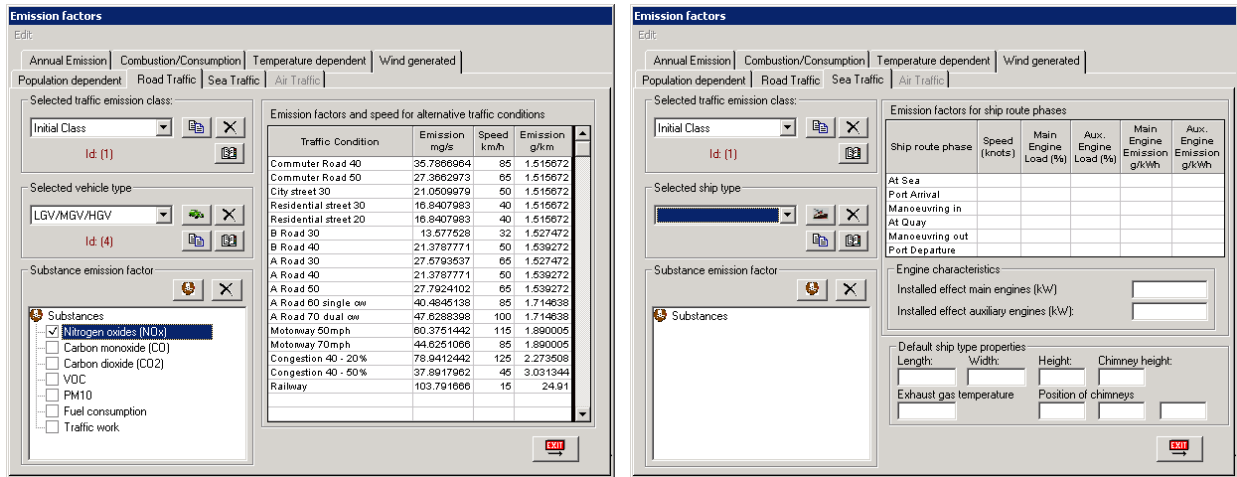 Emission factors
Edit
Annual Emission Combustion/Consumption Temperature dependent Wind generated
Population dependent Road Traffic Sea Traffic Air Traffic
Selected traffic emission class:
Initial Class
Id: (1)
Selected vehicle type
LGV/MGV/HGV
Id: (4)
Substance emission factor
Substances
Nitrogen oxides (NOx)
Carbon monoxide (CO)
Carbon dioxide (CO2)
VOC
PM10
Fuel consumption
Traffic work
Emission factors and speed for alternative traffic conditions
Traffic Condition Emission mg/s Speed km/h Emission g/km
Commuter Road 40 35.7866964 85 1.515672
Commuter Road 50 27.3662973 65 1.515672
City street 30 21.0509979 50 1.515672
Residential street 30 16.8407983 40 1.515672
Residential street 20 16.8407983 40 1.515672
B Road 30 13.577528 32 1.527472
B Road 40 21.3787771 50 1.539272
A Road 30 27.5793537 65 1.527472
A Road 40 21.3787771 50 1.539272
A Road 50 27.7924102 65 1.539272
A Road 60 single cw 40.4845138 85 1.714638
A Road 70 dual cw 47.6288398 100 1.714638
Motorway 50mph 60.3751442 115 1.890005
Motorway 70mph 44.6251066 85 1.890005
Congestion 40 - 20% 78.9412442 125 2.273508
Congestion 40 - 50% 37.8917962 45 3.031344
Railway 103.791666 15 24.91
EXIT
Emission factors
Edit
Annual Emission Combustion/Consumption Temperature dependent Wind generated
Population dependent Road Traffic Sea Traffic Air Traffic
Selected traffic emission class:
Initial Class
Id: (1)
Selected ship type
Substance emission factor
Substances
Emission factors for ship route phases
Ship route phase Speed (knots) Main Engine Load (%) Aux. Engine Load (%) Main Engine Emission g/kWh Aux. Engine Emission g/kWh
At Sea
Port Arrival
Manoeuvring in
At Quay
Manoeuvring out
Port Departure
Engine characteristics
Installed effect main engines (kW)
Installed effect auxiliary engines (kW):
Default ship type properties
Length: Width: Height: Chimney height:
Exhaust gas temperature Position of chimneys
EXIT